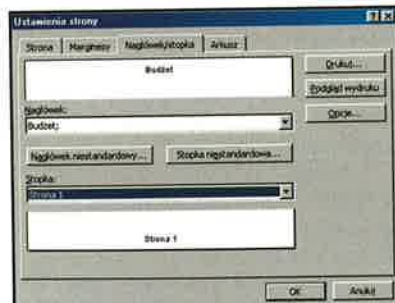 Ustawienia strony
Strona
Marginesy
Nagłówek/stopka
Arkusz
Budżet
Drukuj...
Podgląd wydruku
Opcje...
Nagłówek:
Budżet;
Nagłówek niestandardowy...
Stopka niestandardowa...
Stopka:
Strona 1
Strona 1
OK
Anuluj